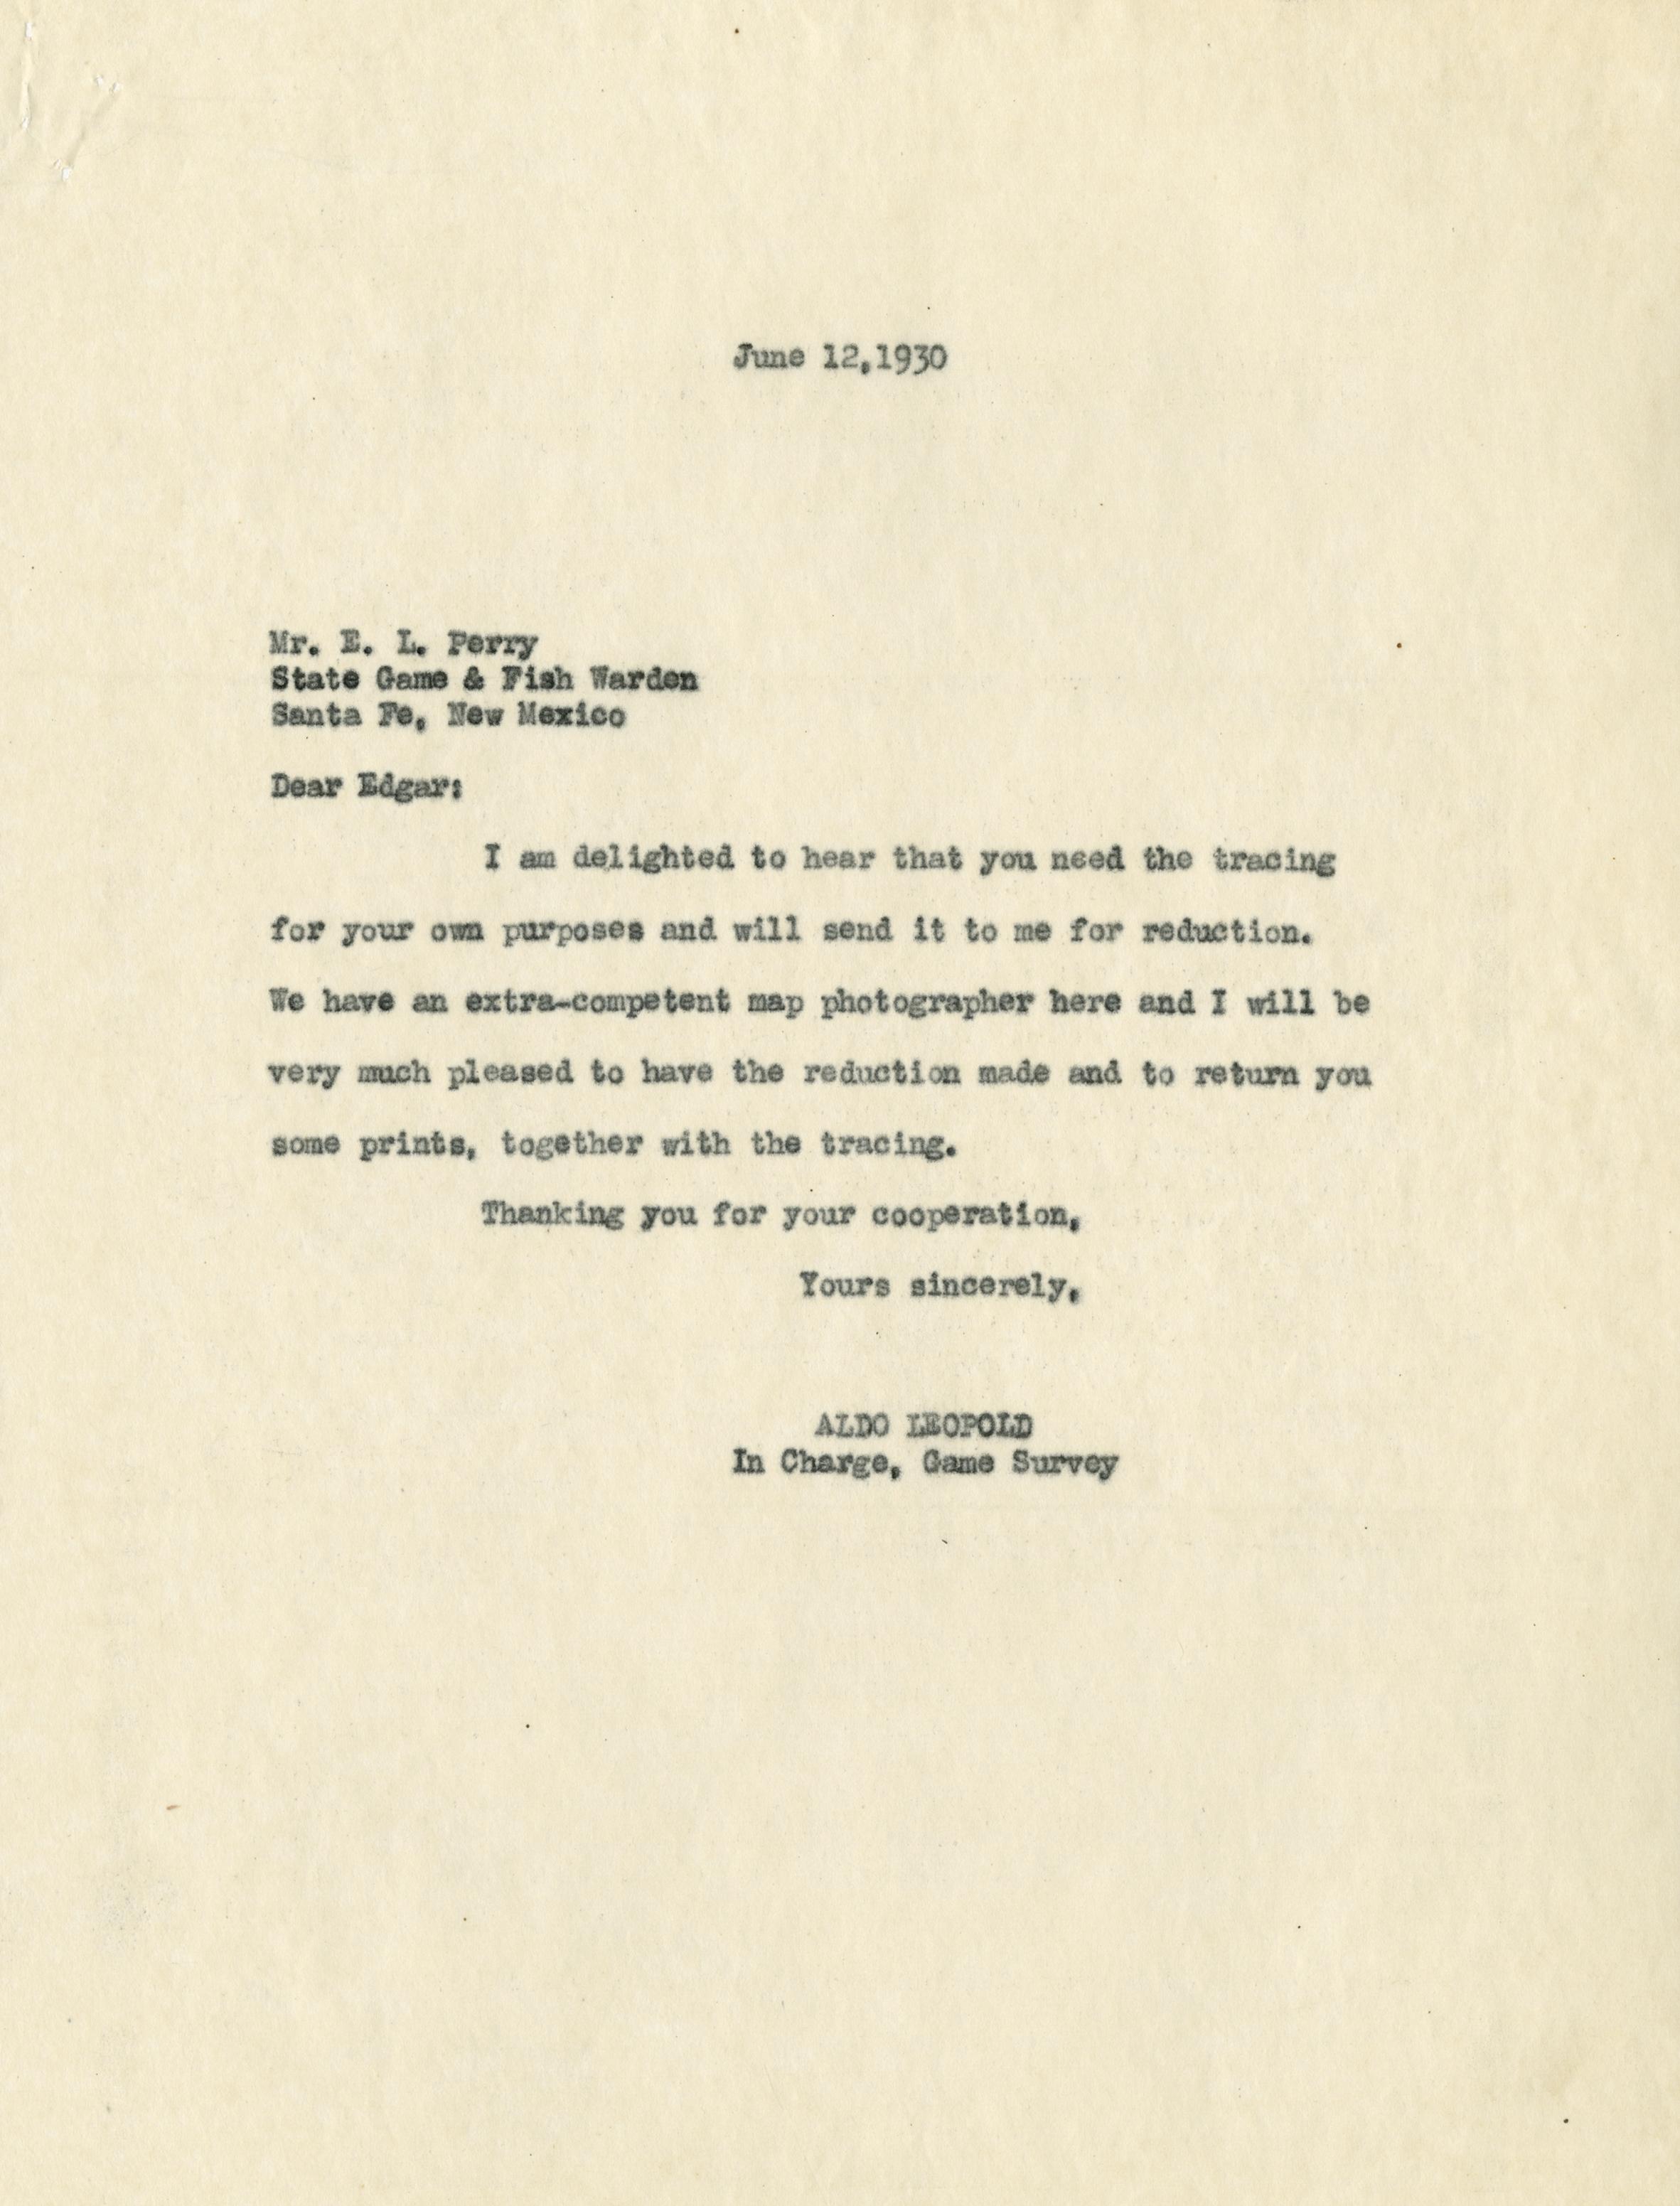 June 12,1930
Mr. E. L. Perry
State Game & Fish Warden
Santa Fe, New Mexico
Dear Edgar:
I am delighted to hear that you need the tracing
for your own purposes and will send it to me for reduction.
We have an extra-competent map photographer here and I will be
very much pleased to have the reduction made and to return you
some prints, together with the tracing.
Thanking you for your cooperation,
Yours sincerely,
ALDO LEOPOLD
In Charge, Game Survey